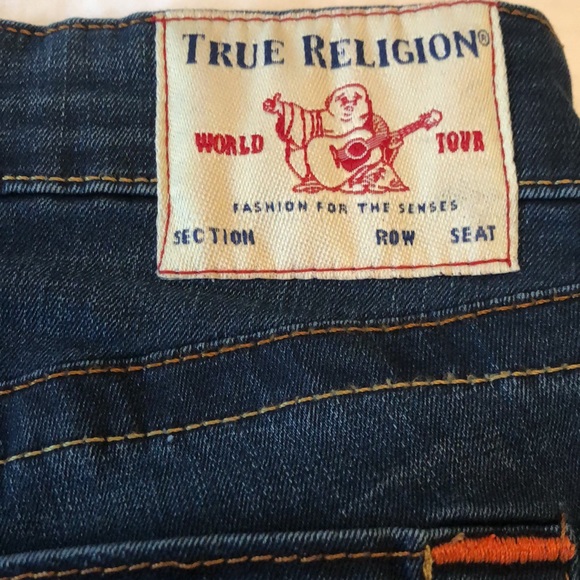 TRUE RELIGION®
WORLD TOUR
FASHION FOR THE SENSES
SECTION ROW SEAT